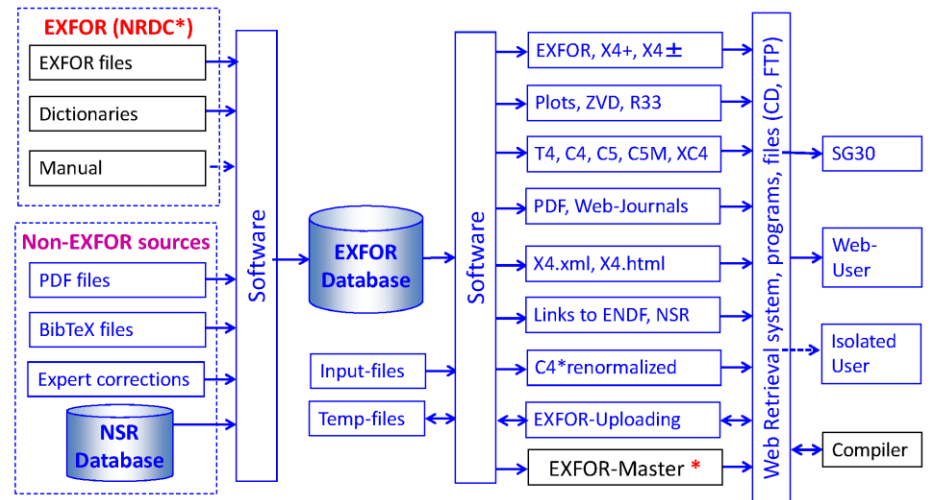 EXFOR (NRDC*)
EXFOR files
Dictionaries
Manual
Non-EXFOR sources
PDF files
BibTeX files
Expert corrections
NSR
Database
Software
EXFOR
Database
Input-files
Temp-files
Software
EXFOR, X4+, X4±
Plots, ZVD, R33
T4, C4, C5, C5M, XC4
PDF, Web-Journals
X4.xml, X4.html
Links to ENDF, NSR
C4*renormalized
EXFOR-Uploading
EXFOR-Master *
Web Retrieval system, programs, files (CD, FTP)
SG30
Web-
User
Isolated
User
Compiler